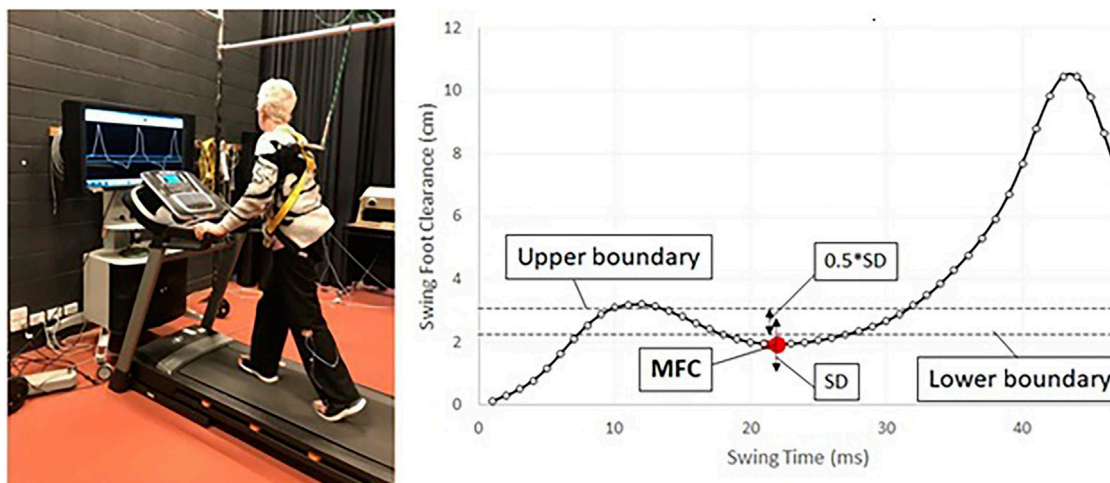 12
10
8
6
4
2
0
Swing Foot Clearance (cm)
Upper boundary
0.5*SD
MFC
SD
Lower boundary
0
10
20
30
40
Swing Time (ms)